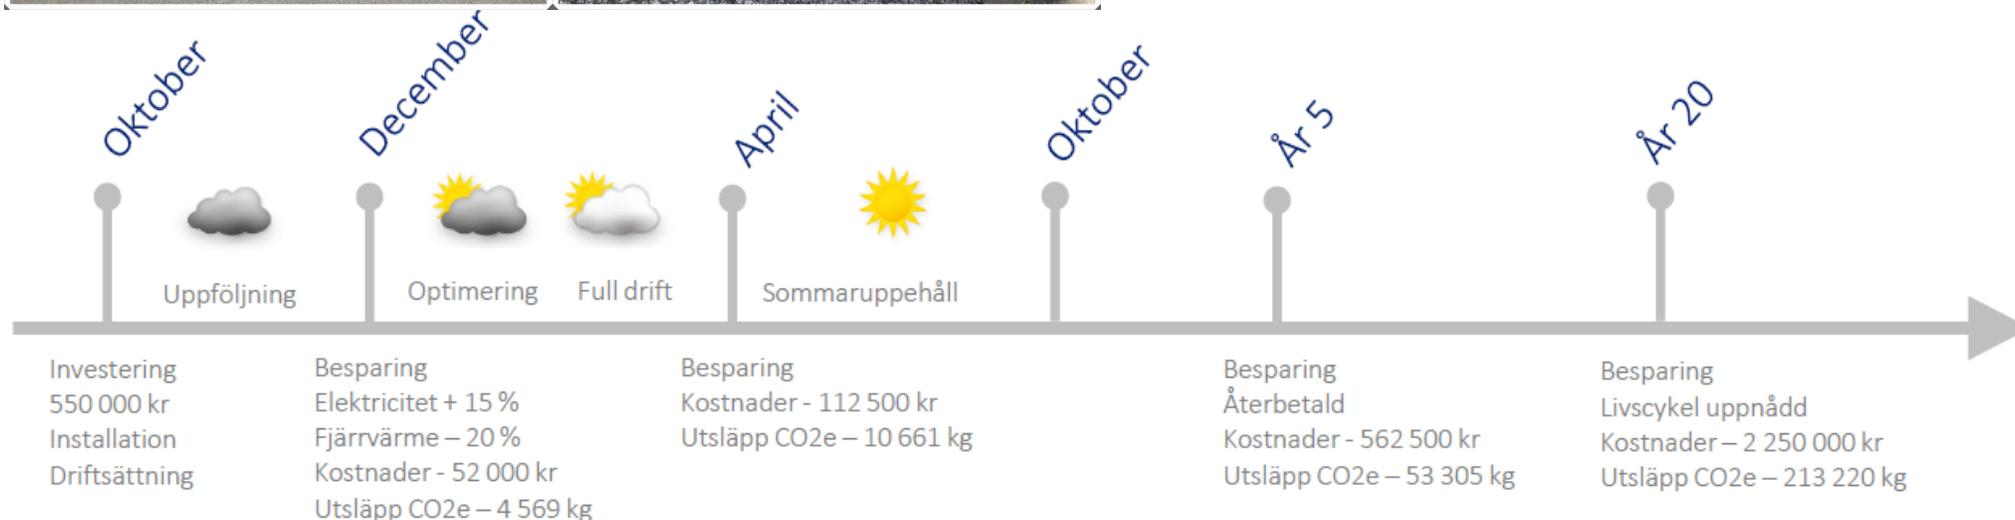 Oktober
December
April
Oktober
År 5
År 20
Uppföljning
Optimering
Full drift
Sommaruppehåll
Investering
550 000 kr
Installation
Driftsättning
Besparing
Elektricitet + 15 %
Fjärrvärme – 20 %
Kostnader - 52 000 kr
Utsläpp CO2e – 4 569 kg
Besparing
Kostnader - 112 500 kr
Utsläpp CO2e – 10 661 kg
Besparing
Återbetald
Kostnader - 562 500 kr
Utsläpp CO2e – 53 305 kg
Besparing
Livscykel uppnådd
Kostnader – 2 250 000 kr
Utsläpp CO2e – 213 220 kg